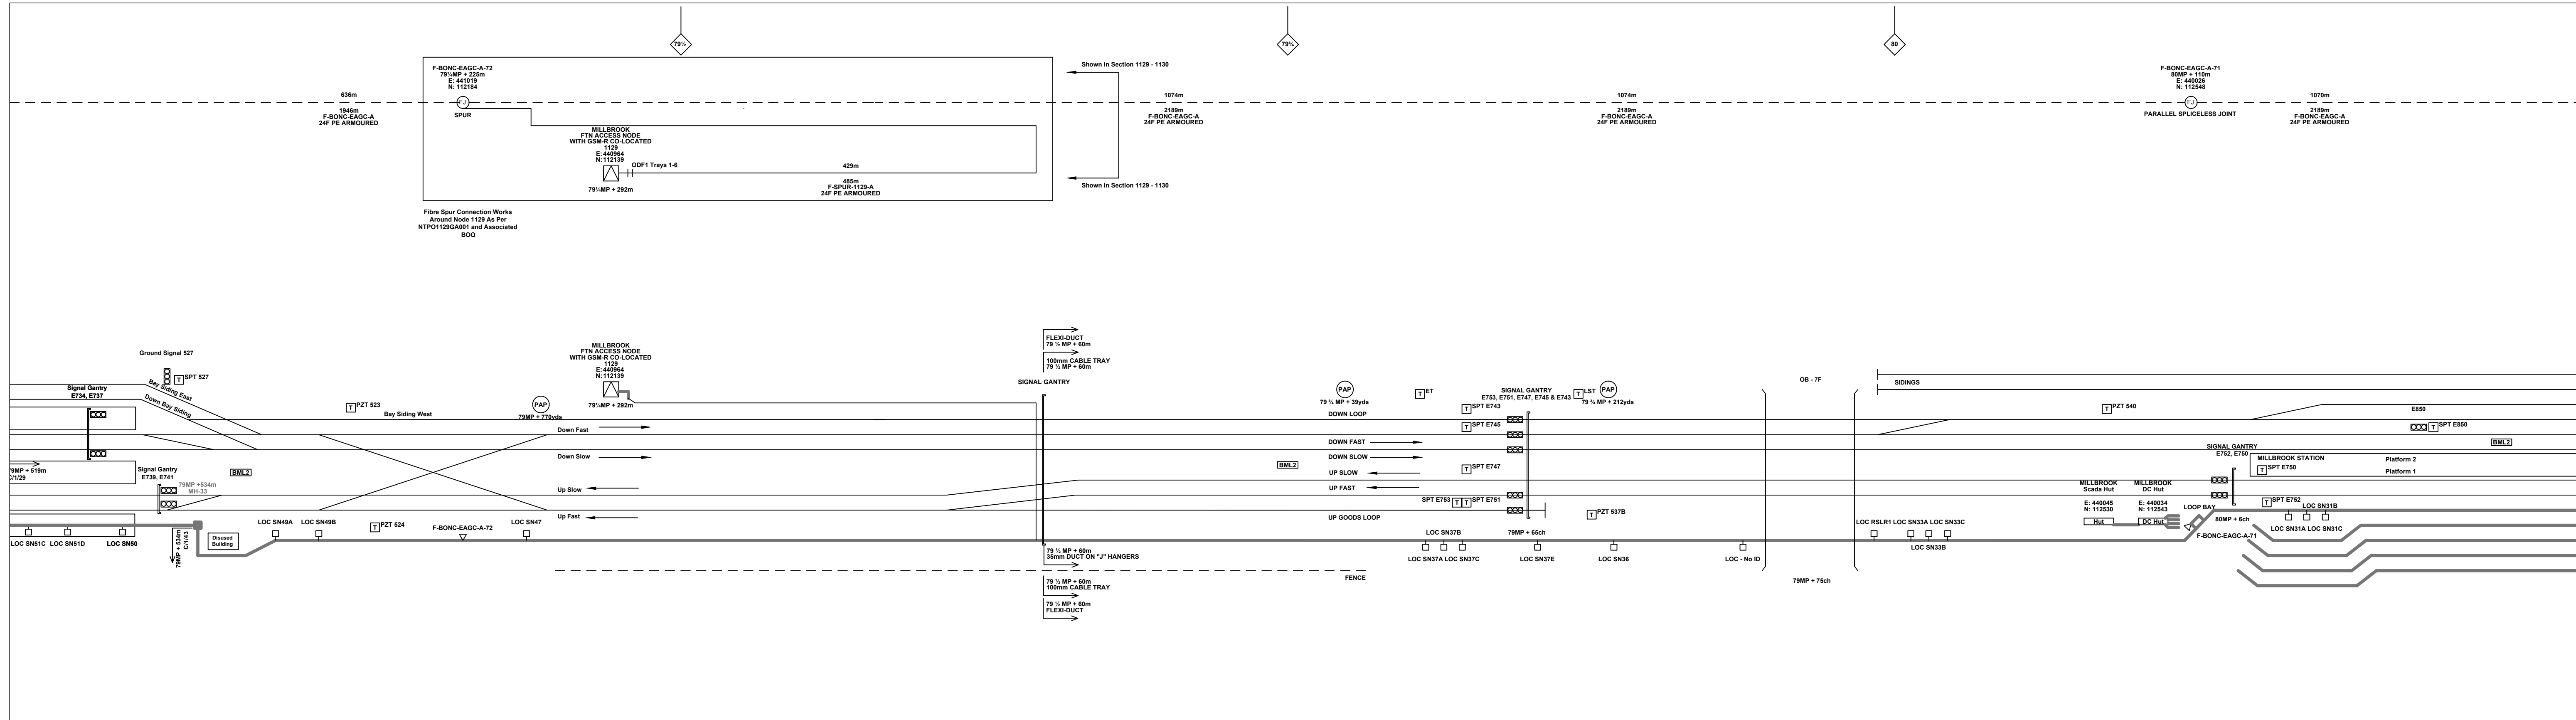 79½
79¾
80
F-BONC-EAGC-A-72
79¼MP + 225m
E: 441019
N: 112184
FJ
SPUR
Shown In Section 1129 - 1130
F-BONC-EAGC-A-71
80MP + 110m
E: 440026
N: 112548
FJ
PARALLEL SPLICELESS JOINT
636m
1946m
F-BONC-EAGC-A
24F PE ARMOURED
1074m
2189m
F-BONC-EAGC-A
24F PE ARMOURED
1074m
2189m
F-BONC-EAGC-A
24F PE ARMOURED
1070m
2189m
F-BONC-EAGC-A
24F PE ARMOURED
MILLBROOK
FTN ACCESS NODE
WITH GSM-R CO-LOCATED
1129
E: 440964
N: 112139
ODF1 Trays 1-6
79¼MP + 292m
429m
485m
F-SPUR-1129-A
24F PE ARMOURED
Shown In Section 1129 - 1130
Fibre Spur Connection Works
Around Node 1129 As Per
NTPO1129GA001 and Associated
BOQ
FLEXI-DUCT
79 ½ MP + 60m
100mm CABLE TRAY
79 ½ MP + 60m
SIGNAL GANTRY
Ground Signal 527
T SPT 527
Signal Gantry
E734, E737
Bay Siding East
Down Bay Siding
T PZT 523
Bay Siding West
PAP
79MP + 770yds
MILLBROOK
FTN ACCESS NODE
WITH GSM-R CO-LOCATED
1129
E: 440964
N: 112139
79¼MP + 292m
Down Fast
Down Slow
Up Slow
Up Fast
79MP + 519m
C/1/29
Signal Gantry
E739, E741
79MP +534m
MH-33
BML2
LOC SN51C LOC SN51D LOC SN50
79MP + 534m
C/1/43
Disused
Building
LOC SN49A LOC SN49B
T PZT 524
F-BONC-EAGC-A-72
LOC SN47
79 ½ MP + 60m
35mm DUCT ON "J" HANGERS
79 ½ MP + 60m
100mm CABLE TRAY
79 ½ MP + 60m
FLEXI-DUCT
FENCE
BML2
PAP
79 ¾ MP + 39yds
T ET
DOWN LOOP
DOWN FAST
DOWN SLOW
UP SLOW
UP FAST
UP GOODS LOOP
T SPT E743
T SPT E745
T SPT E747
SPT E753 T T SPT E751
SIGNAL GANTRY
E753, E751, E747, E745 & E743
T LST
PAP
79 ¾ MP + 212yds
T PZT 537B
LOC SN37B
79MP + 65ch
LOC SN37A LOC SN37C
LOC SN37E
LOC SN36
LOC - No ID
OB - 7F
79MP + 75ch
SIDINGS
LOC RSLR1 LOC SN33A LOC SN33C
LOC SN33B
T PZT 540
MILLBROOK
Scada Hut
E: 440045
N: 112530
Hut
MILLBROOK
DC Hut
E: 440034
N: 112543
DC Hut
LOOP BAY
SIGNAL GANTRY
E752, E750
MILLBROOK STATION
T SPT E750
Platform 2
Platform 1
E850
T SPT E850
BML2
T SPT E752
80MP + 6ch
F-BONC-EAGC-A-71
LOC SN31B
LOC SN31A LOC SN31C